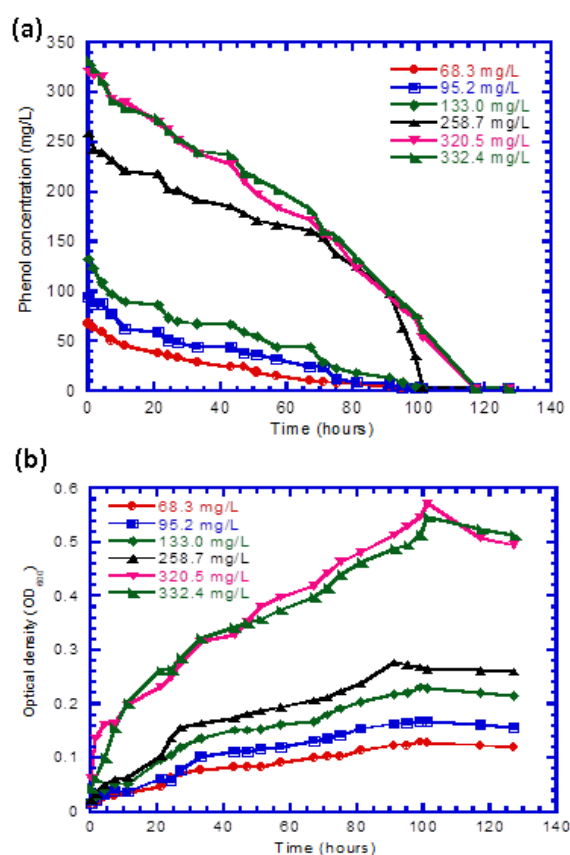 (a)
350
300
250
200
150
100
50
0
Phenol concentration (mg/L)
68.3 mg/L
95.2 mg/L
133.0 mg/L
258.7 mg/L
320.5 mg/L
332.4 mg/L
0 20 40 60 80 100 120 140
Time (hours)
(b)
0.6
0.5
0.4
0.3
0.2
0.1
0
Optical density (OD600)
68.3 mg/L
95.2 mg/L
133.0 mg/L
258.7 mg/L
320.5 mg/L
332.4 mg/L
0 20 40 60 80 100 120 140
Time (hours)